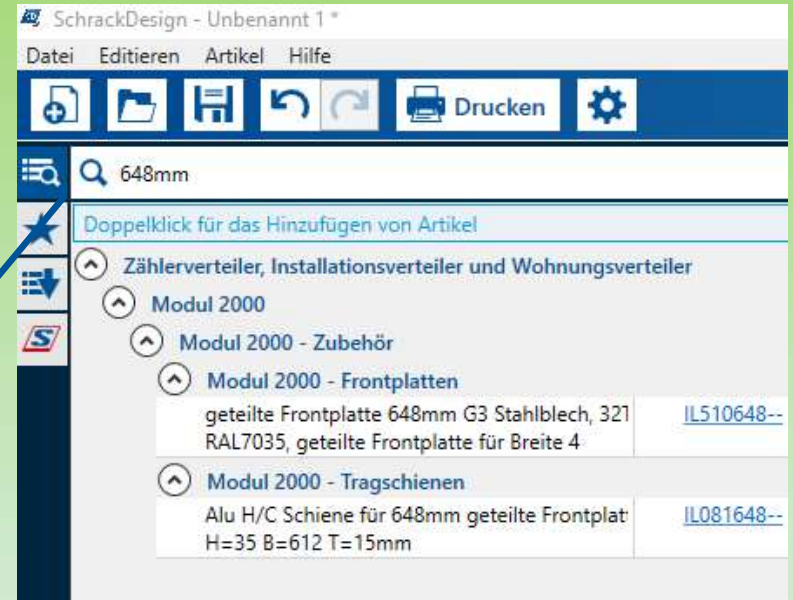 SchrackDesign - Unbenannt 1 *
Datei Editieren Artikel Hilfe
Drucken
648mm
Doppelklick für das Hinzufügen von Artikel
Zählerverteiler, Installationsverteiler und Wohnungsverteiler
Modul 2000
Modul 2000 - Zubehör
Modul 2000 - Frontplatten
geteilte Frontplatte 648mm G3 Stahlblech, 32T IL510648--
RAL7035, geteilte Frontplatte für Breite 4
Modul 2000 - Tragschienen
Alu H/C Schiene für 648mm geteilte Frontplat IL081648--
H=35 B=612 T=15mm